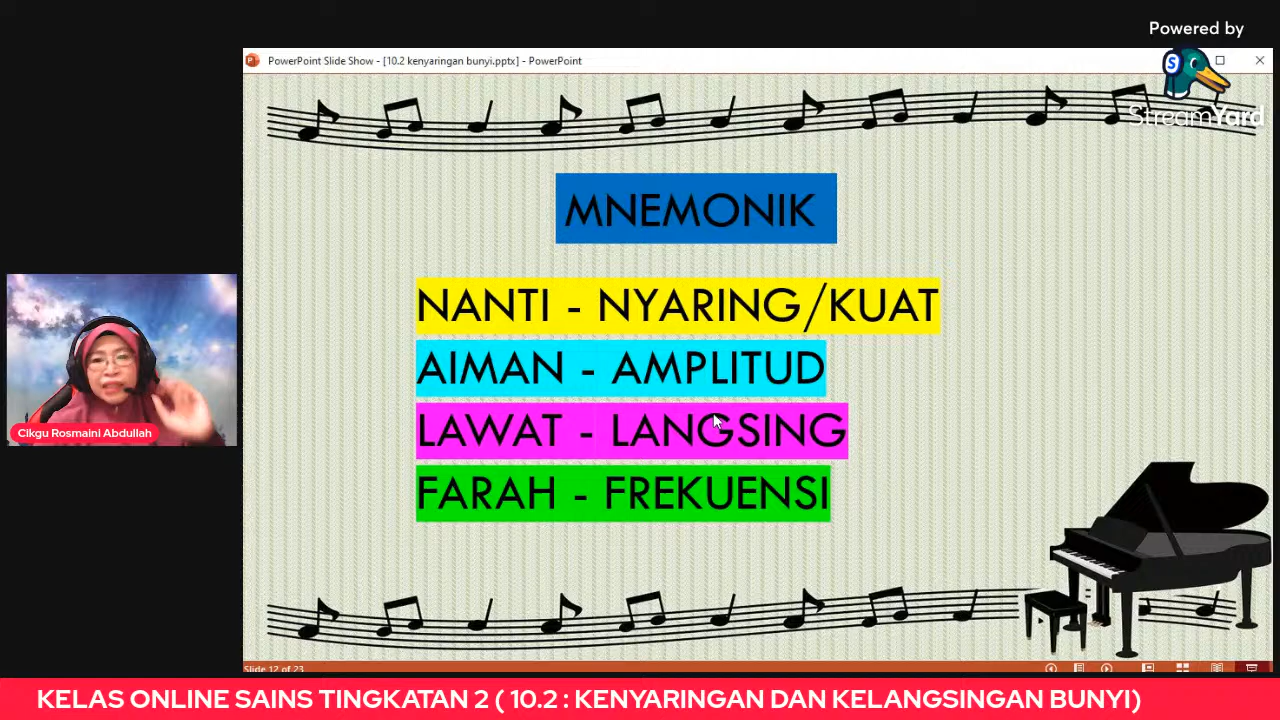 Powered by
StreamYard
PowerPoint Slide Show - [10.2 kenyaringan bunyi.pptx] - PowerPoint
MNEMONIK
NANTI - NYARING/KUAT
AIMAN - AMPLITUD
LAWAT - LANGSING
FARAH - FREKUENSI
Cikgu Rosmaini Abdullah
Slide 12 of 23
KELAS ONLINE SAINS TINGKATAN 2 ( 10.2 : KENYARINGAN DAN KELANGSINGAN BUNYI)